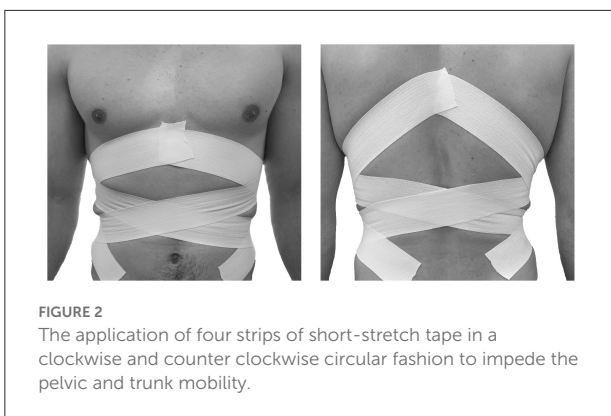 FIGURE 2
The application of four strips of short-stretch tape in a
clockwise and counter clockwise circular fashion to impede the
pelvic and trunk mobility.